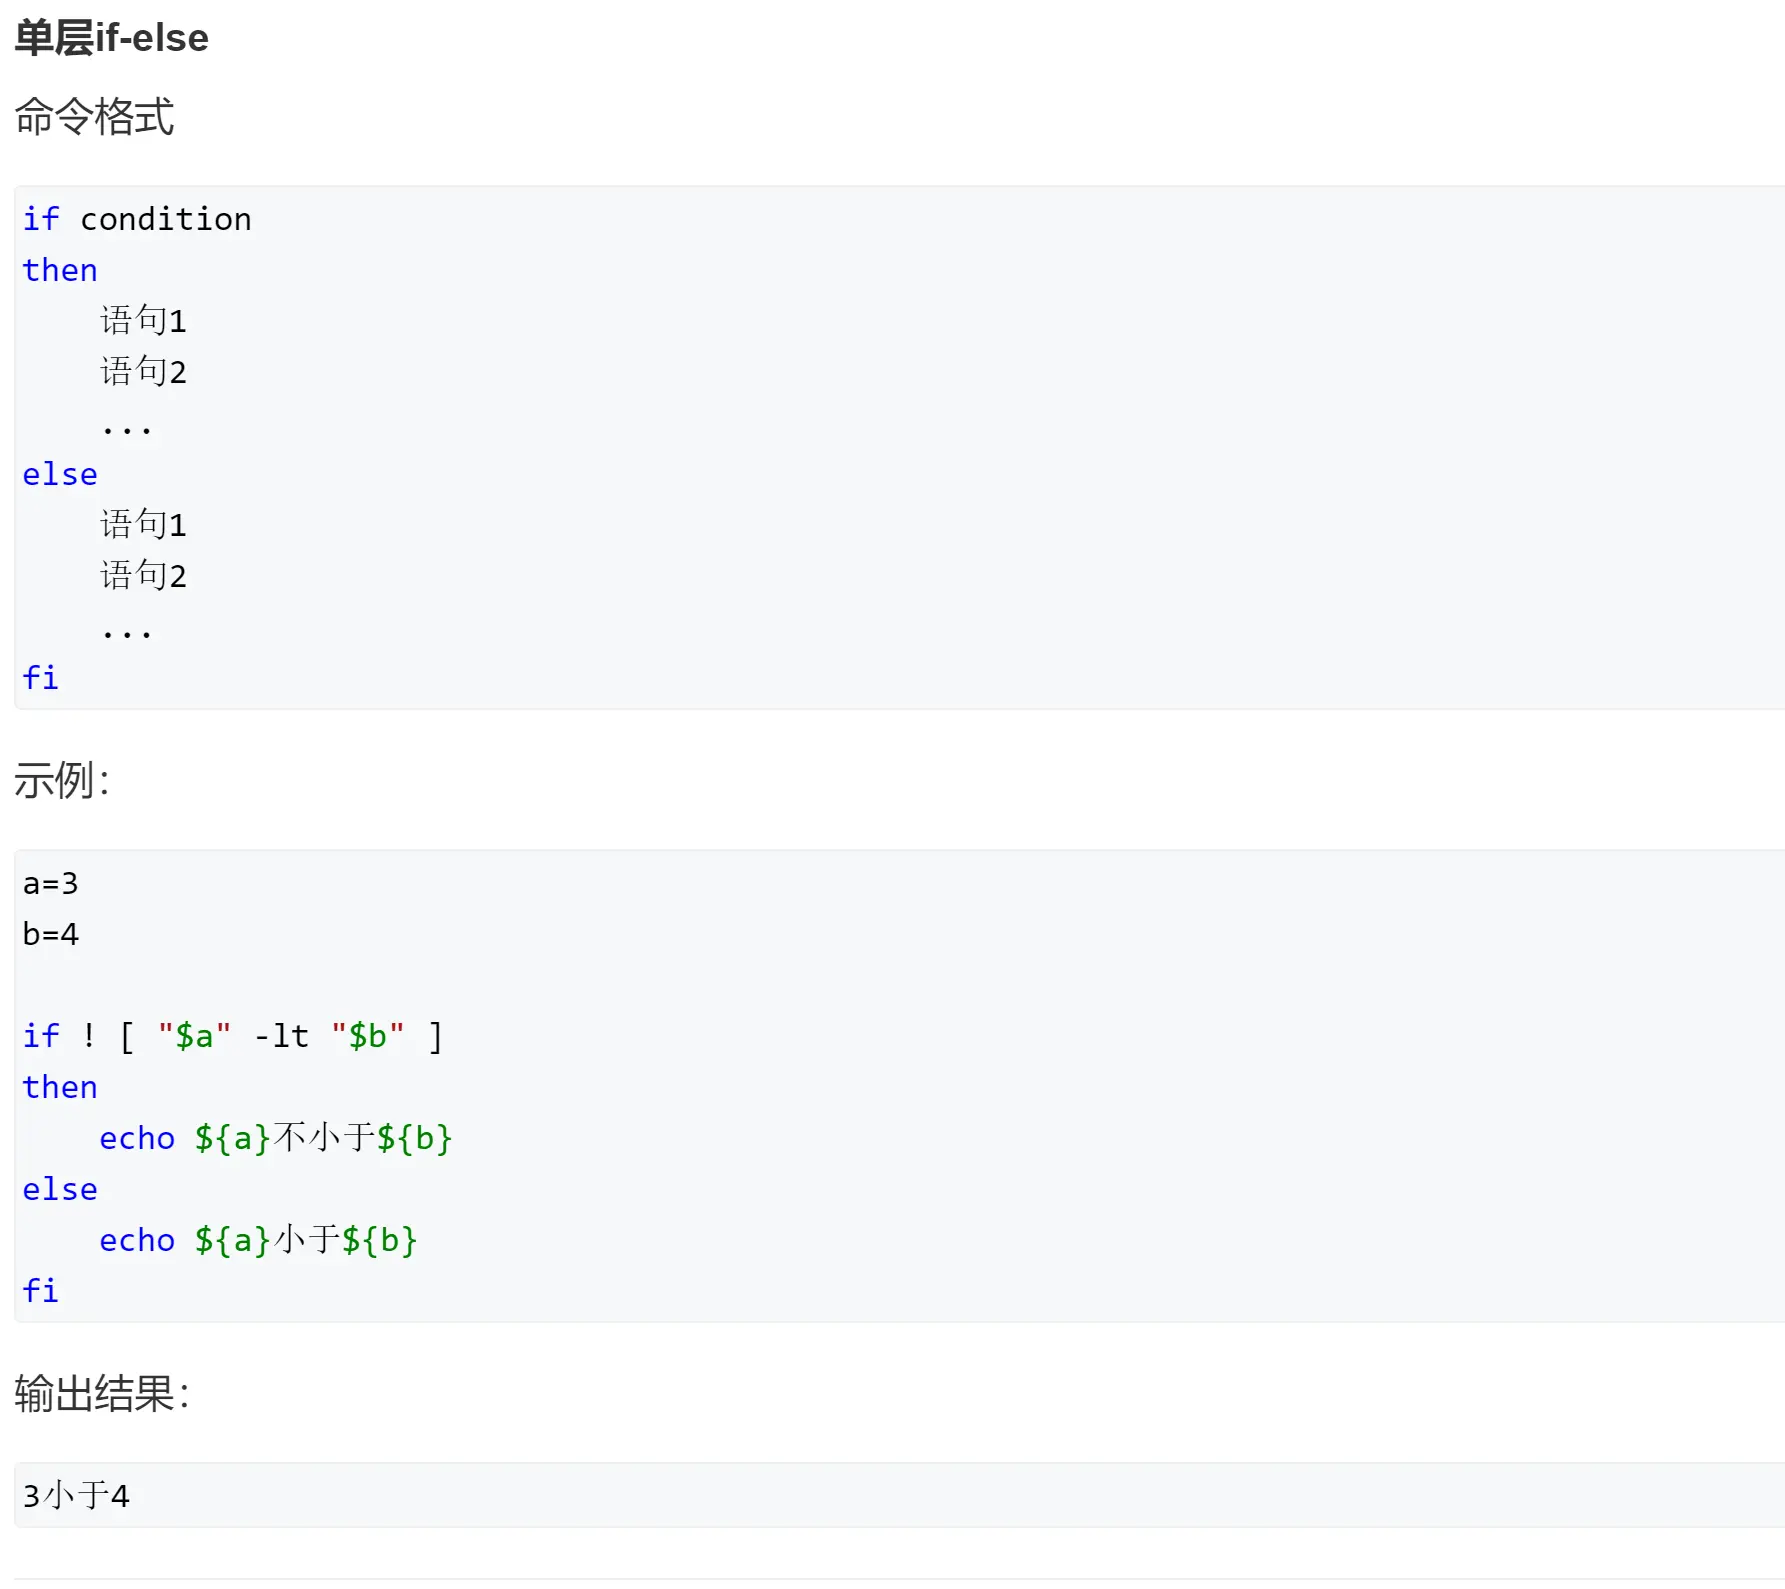 单层if-else
命令格式
if condition
then
    语句1
    语句2
    ...
else
    语句1
    语句2
    ...
fi
示例：
a=3
b=4

if ! [ "$a" -lt "$b" ]
then
    echo ${a}不小于${b}
else
    echo ${a}小于${b}
fi
输出结果：
3小于4